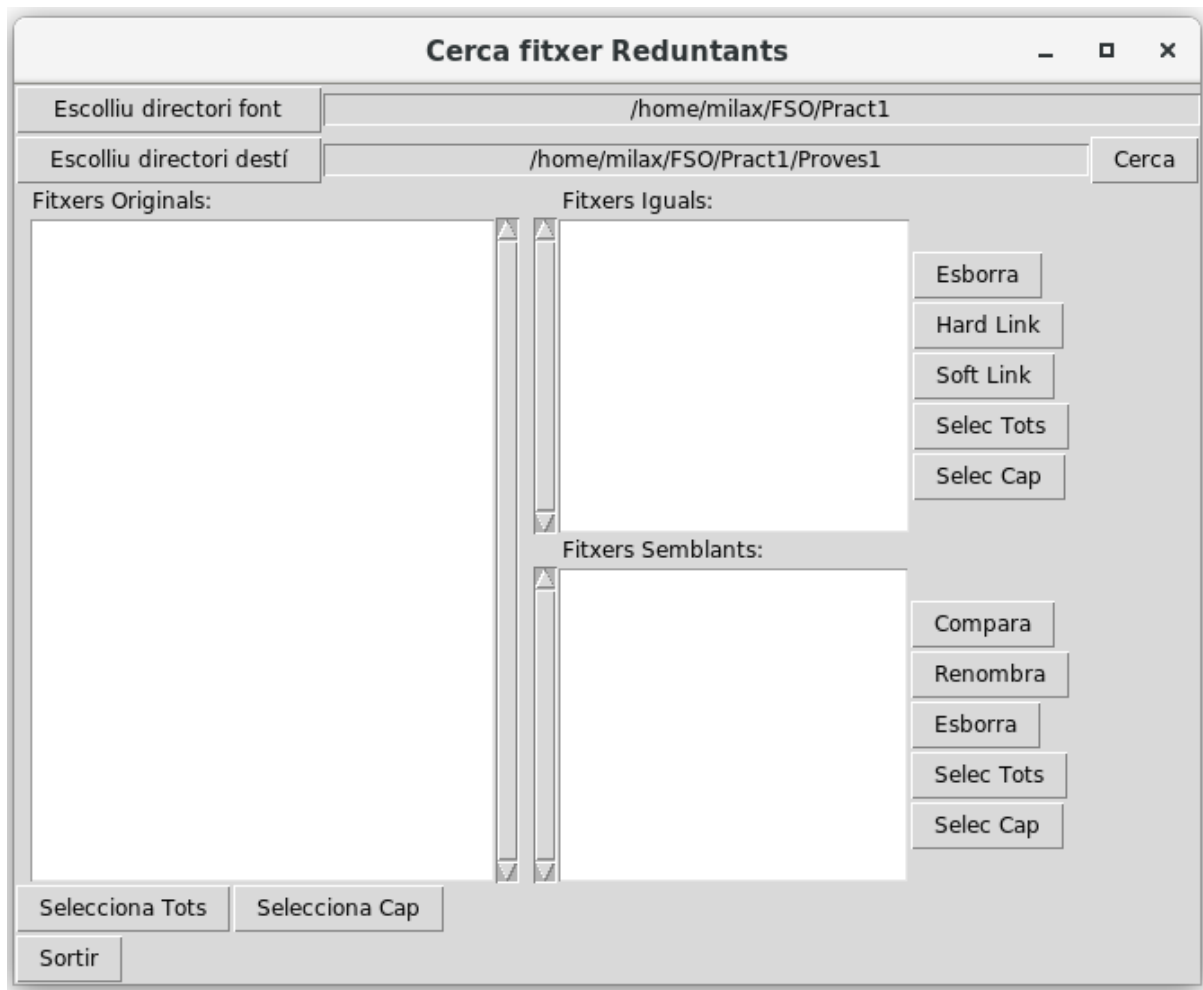 Cerca fitxer Reduntants
Escolliu directori font
/home/milax/FSO/Pract1
Escolliu directori destí
/home/milax/FSO/Pract1/Proves1
Cerca
Fitxers Originals:
Fitxers Iguals:
Esborra
Hard Link
Soft Link
Selec Tots
Selec Cap
Fitxers Semblants:
Compara
Renombra
Esborra
Selec Tots
Selec Cap
Selecciona Tots
Selecciona Cap
Sortir